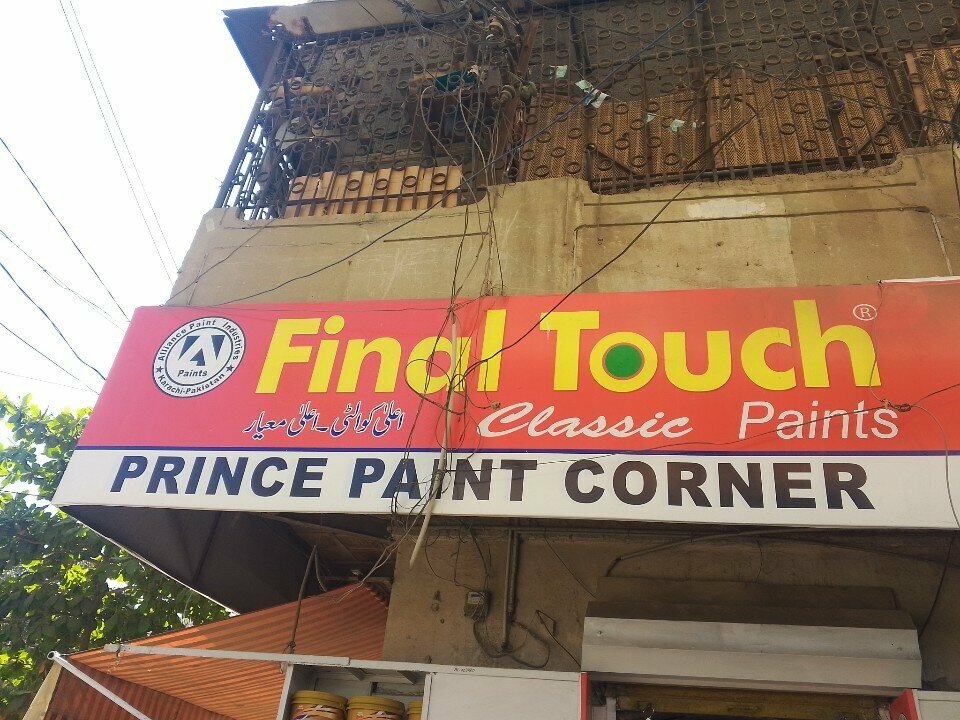 Alliance Paint Industries
Paints
Karachi-Pakistan
Final Touch®
اعلیٰ کوالٹی - اعلیٰ معیار
Classic Paints
PRINCE PAINT CORNER